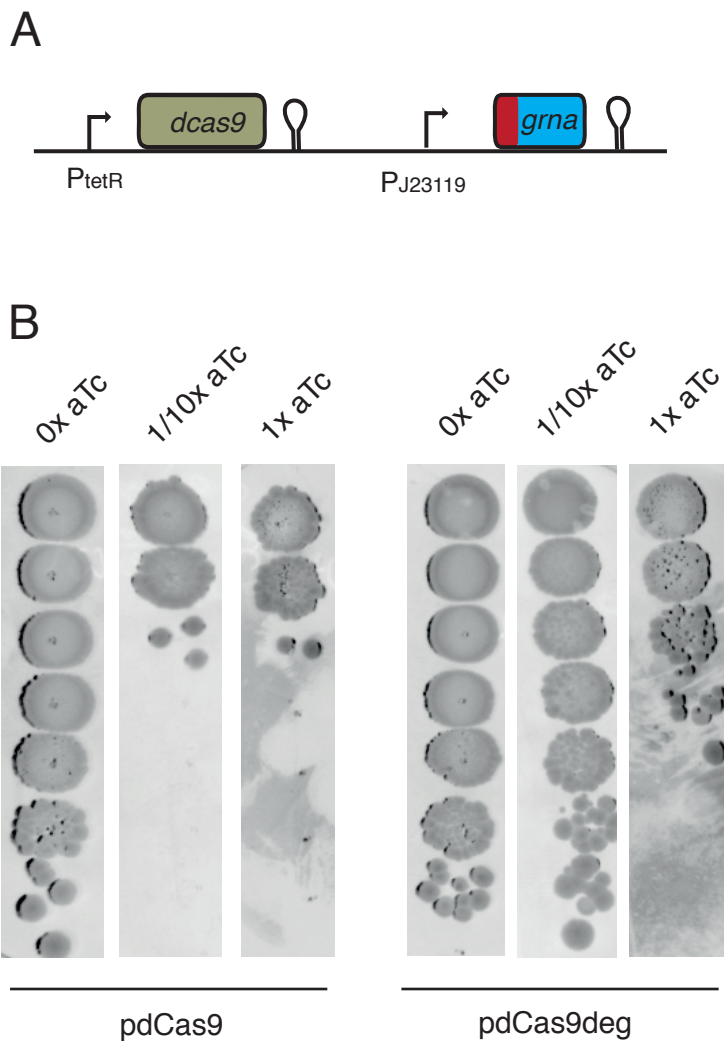 A
dcas9
grna
PtetR
PJ23119
B
0x aTc
1/10x aTc
1x aTc
0x aTc
1/10x aTc
1x aTc
pdCas9
pdCas9deg